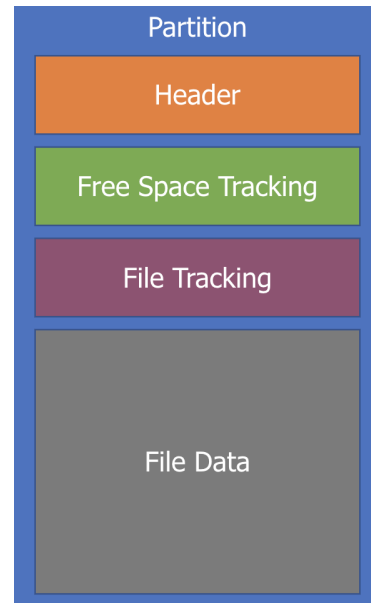 Partition
Header
Free Space Tracking
File Tracking
File Data